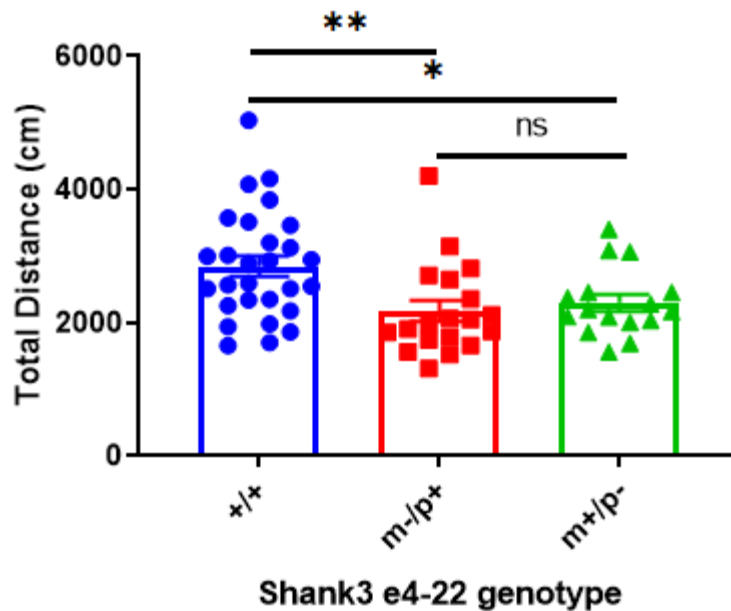 **
*
ns
6000
4000
2000
0
Total Distance (cm)
+/+
m-/p+
m+/p-
Shank3 e4-22 genotype